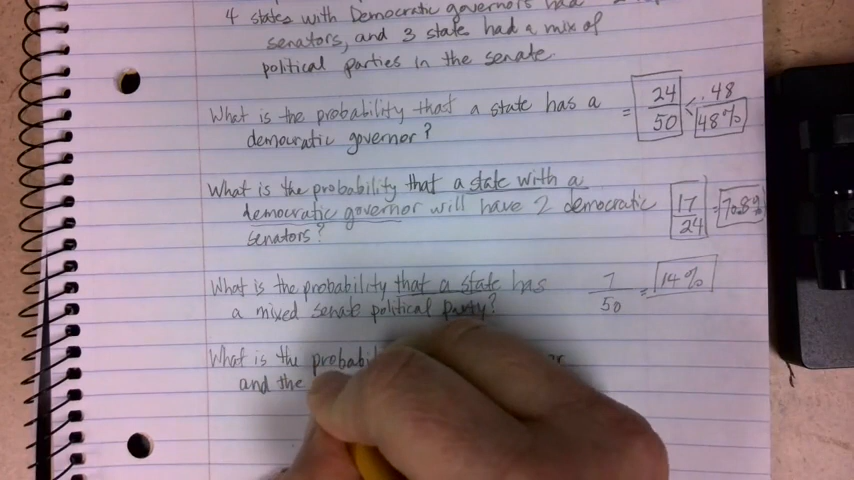 4 states with Democratic governors had 2
senators, and 3 states had a mix of
political parties in the senate.
What is the probability that a state has a
democratic governor?
= 24/50 < .48
48%
What is the probability that a state with a
democratic governor will have 2 democratic
senators?
17/24 = 70.8%
What is the probability that a state has
a mixed senate political party?
7/50 = 14%
What is the
and the